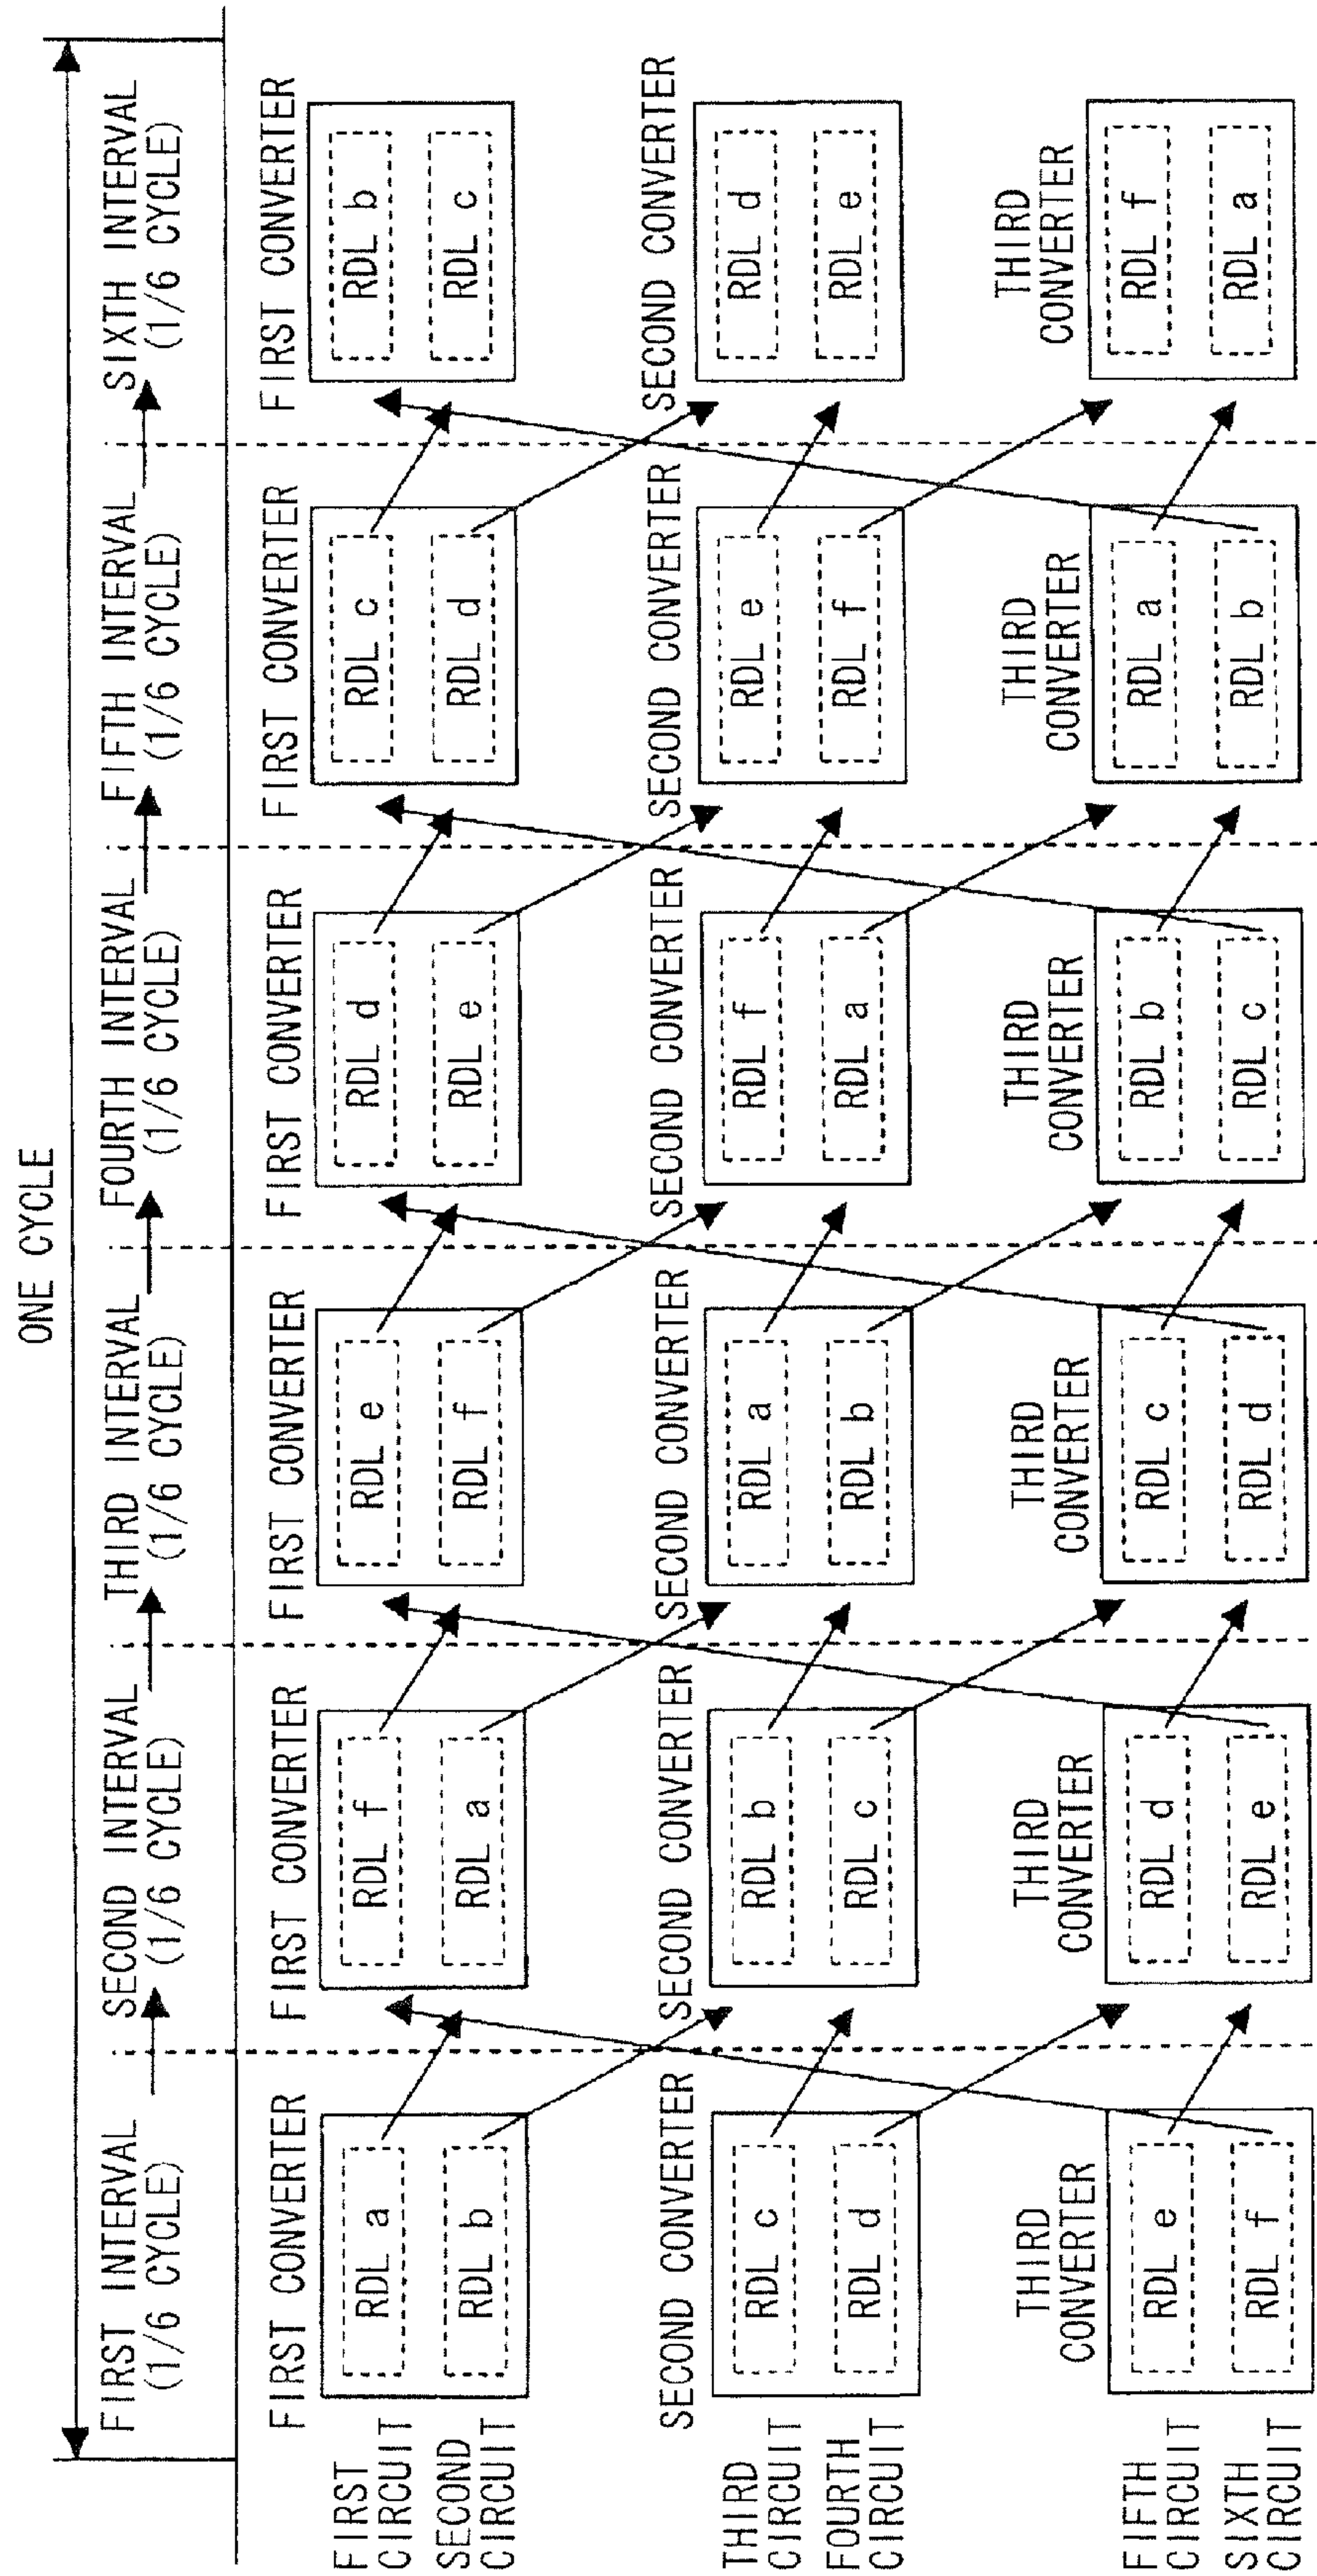 ONE CYCLE
FIRST INTERVAL
(1/6 CYCLE)
SECOND INTERVAL
(1/6 CYCLE)
THIRD INTERVAL
(1/6 CYCLE)
FOURTH INTERVAL
(1/6 CYCLE)
FIFTH INTERVAL
(1/6 CYCLE)
SIXTH INTERVAL
(1/6 CYCLE)
FIRST CONVERTER
FIRST CONVERTER
FIRST CONVERTER
FIRST CONVERTER
FIRST CONVERTER
FIRST CONVERTER
FIRST
CIRCUIT
RDL a
RDL f
RDL e
RDL d
RDL c
RDL b
SECOND
CIRCUIT
RDL b
RDL a
RDL f
RDL e
RDL d
RDL c
SECOND CONVERTER
SECOND CONVERTER
SECOND CONVERTER
SECOND CONVERTER
SECOND CONVERTER
SECOND CONVERTER
THIRD
CIRCUIT
RDL c
RDL b
RDL a
RDL f
RDL e
RDL d
FOURTH
CIRCUIT
RDL d
RDL c
RDL b
RDL a
RDL f
RDL e
THIRD
CONVERTER
THIRD
CONVERTER
THIRD
CONVERTER
THIRD
CONVERTER
THIRD
CONVERTER
THIRD
CONVERTER
FIFTH
CIRCUIT
RDL e
RDL d
RDL c
RDL b
RDL a
RDL f
SIXTH
CIRCUIT
RDL f
RDL e
RDL d
RDL c
RDL b
RDL a